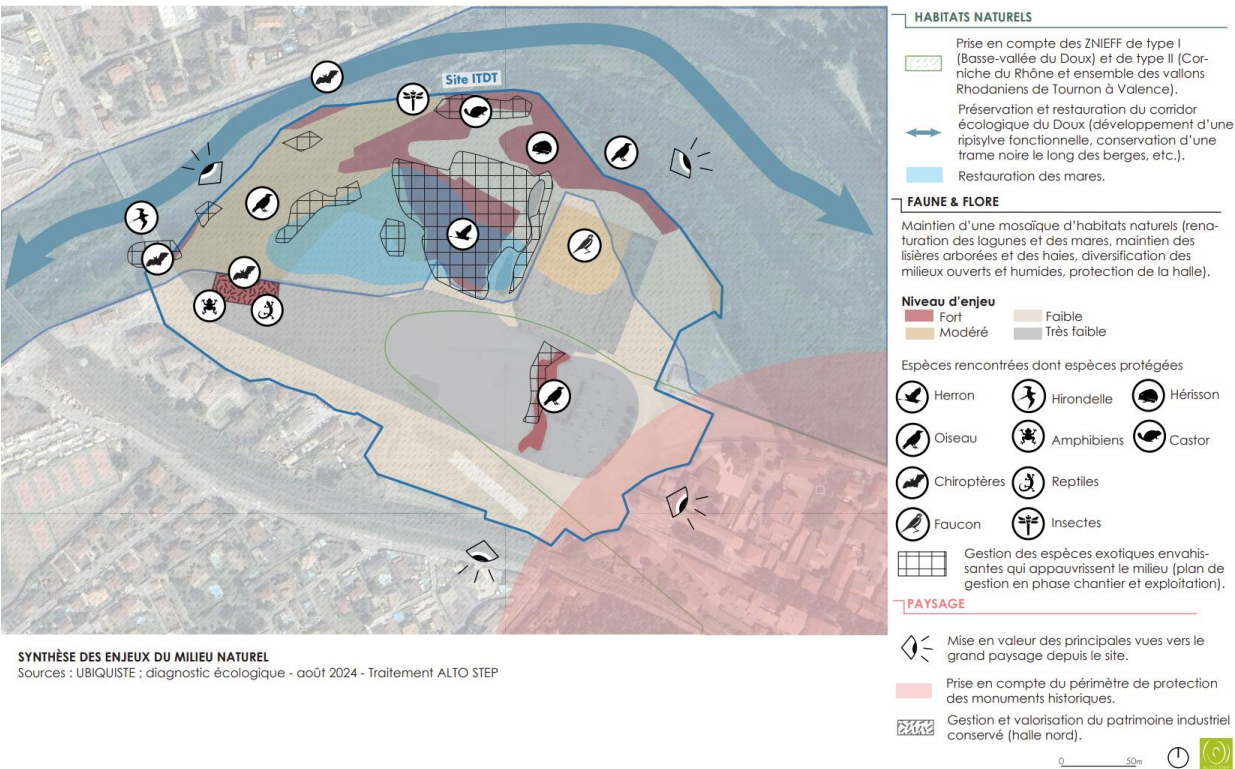 Site ITDT
SYNTHÈSE DES ENJEUX DU MILIEU NATUREL
Sources : UBIQUISTE ; diagnostic écologique - août 2024 - Traitement ALTO STEP
HABITATS NATURELS
Prise en compte des ZNIEFF de type I
(Basse-vallée du Doux) et de type II (Cor-
niche du Rhône et ensemble des vallons
Rhodaniens de Tournon à Valence).
Préservation et restauration du corridor
écologique du Doux (développement d'une
ripisylve fonctionnelle, conservation d'une
trame noire le long des berges, etc.).
Restauration des mares.
FAUNE & FLORE
Maintien d'une mosaïque d'habitats naturels (rena-
turation des lagunes et des mares, maintien des
lisières arborées et des haies, diversification des
milieux ouverts et humides, protection de la halle).
Niveau d'enjeu
Fort
Faible
Modéré
Très faible
Espèces rencontrées dont espèces protégées
Herron
Hirondelle
Hérisson
Oiseau
Amphibiens
Castor
Chiroptères
Reptiles
Faucon
Insectes
Gestion des espèces exotiques envahis-
santes qui appauvrissent le milieu (plan de
gestion en phase chantier et exploitation).
PAYSAGE
Mise en valeur des principales vues vers le
grand paysage depuis le site.
Prise en compte du périmètre de protection
des monuments historiques.
Gestion et valorisation du patrimoine industriel
conservé (halle nord).
0 50m
ALTO STEP